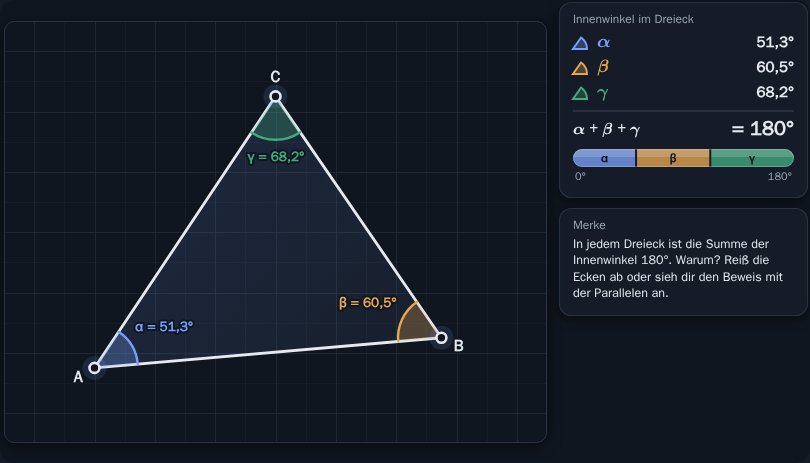 C
γ = 68,2°
β = 60,5°
α = 51,3°
B
A
Innenwinkel im Dreieck
α 51,3°
β 60,5°
γ 68,2°
α + β + γ = 180°
α β γ
0° 180°
Merke
In jedem Dreieck ist die Summe der
Innenwinkel 180°. Warum? Reiß die
Ecken ab oder sieh dir den Beweis mit
der Parallelen an.